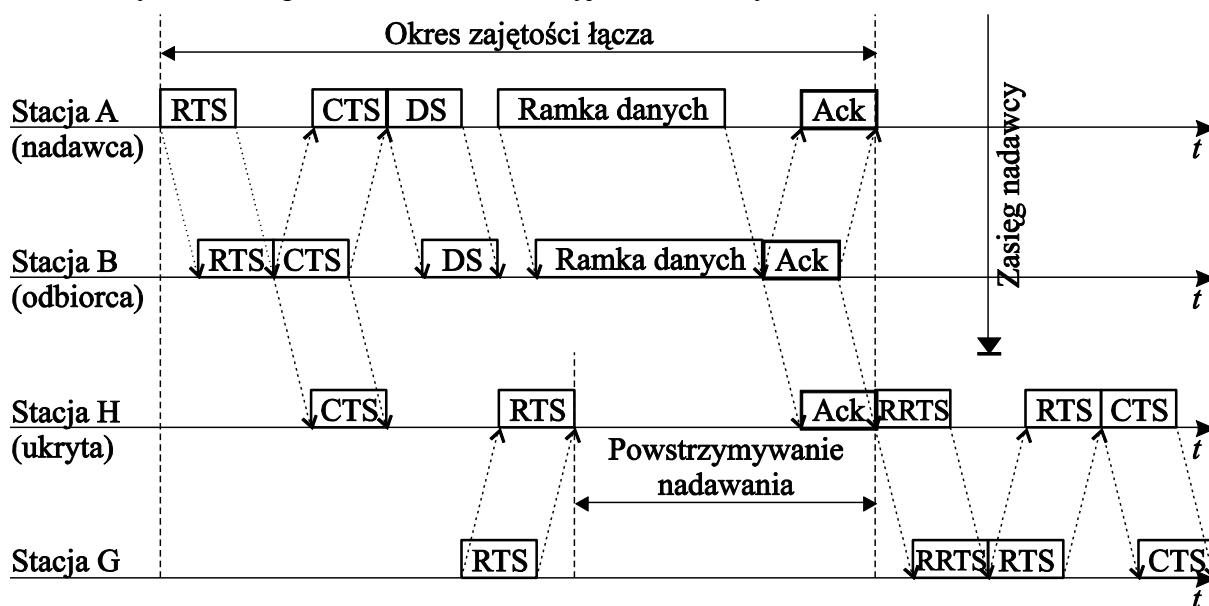 Okres zajętości łącza
Stacja A
(nadawca)
RTS
CTS
DS
Ramka danych
Ack
t
Zasięg nadawcy
Stacja B
(odbiorca)
RTS
CTS
DS
Ramka danych
Ack
t
Stacja H
(ukryta)
CTS
RTS
Ack
RRTS
RTS
CTS
t
Powstrzymywanie
nadawania
Stacja G
RTS
RRTS
RTS
CTS
t